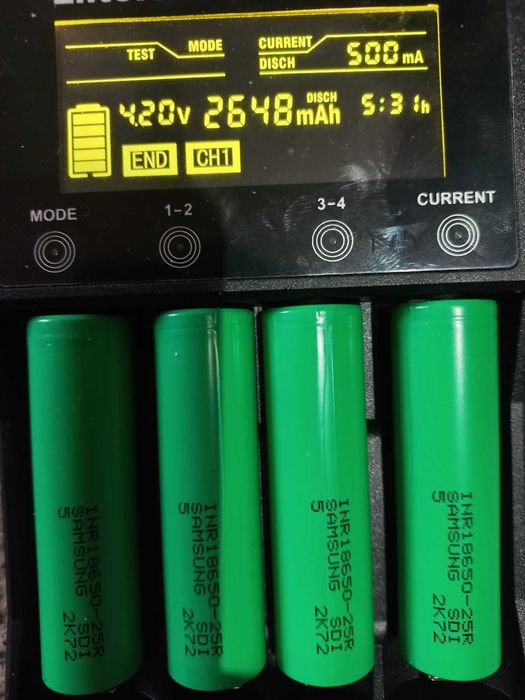 TEST MODE CURRENT
DISCH 500 mA
4.20v 2648 DISCH mAh 5:31h
END CH1
MODE 1-2 3-4 CURRENT
INR18650-25R
SAMSUNG SDI
5 2K72
INR18650-25R
SAMSUNG SDI
5 2K72
INR18650-25R
SAMSUNG SDI
5 2K72
INR18650-25R
SAMSUNG SDI
5 2K72